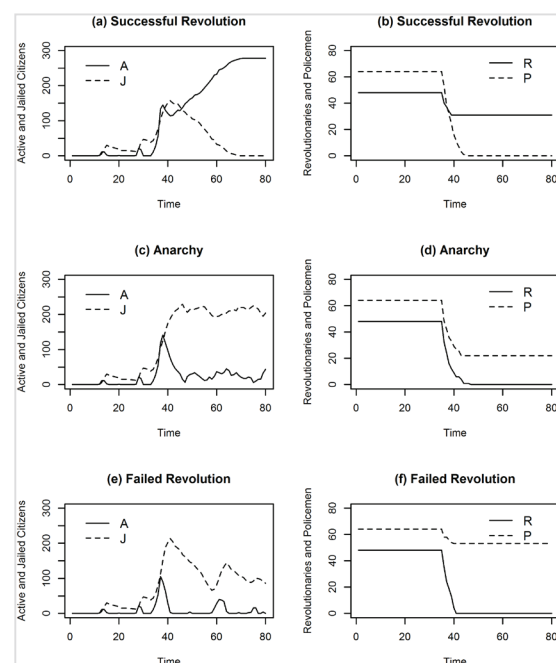 (a) Successful Revolution
Active and Jailed Citizens
0 100 200 300
A
J
0 20 40 60 80
Time
(b) Successful Revolution
Revolutionaries and Policemen
0 20 40 60 80
R
P
0 20 40 60 80
Time
(c) Anarchy
Active and Jailed Citizens
0 100 200 300
A
J
0 20 40 60 80
Time
(d) Anarchy
Revolutionaries and Policemen
0 20 40 60 80
R
P
0 20 40 60 80
Time
(e) Failed Revolution
Active and Jailed Citizens
0 100 200 300
A
J
0 20 40 60 80
Time
(f) Failed Revolution
Revolutionaries and Policemen
0 20 40 60 80
R
P
0 20 40 60 80
Time